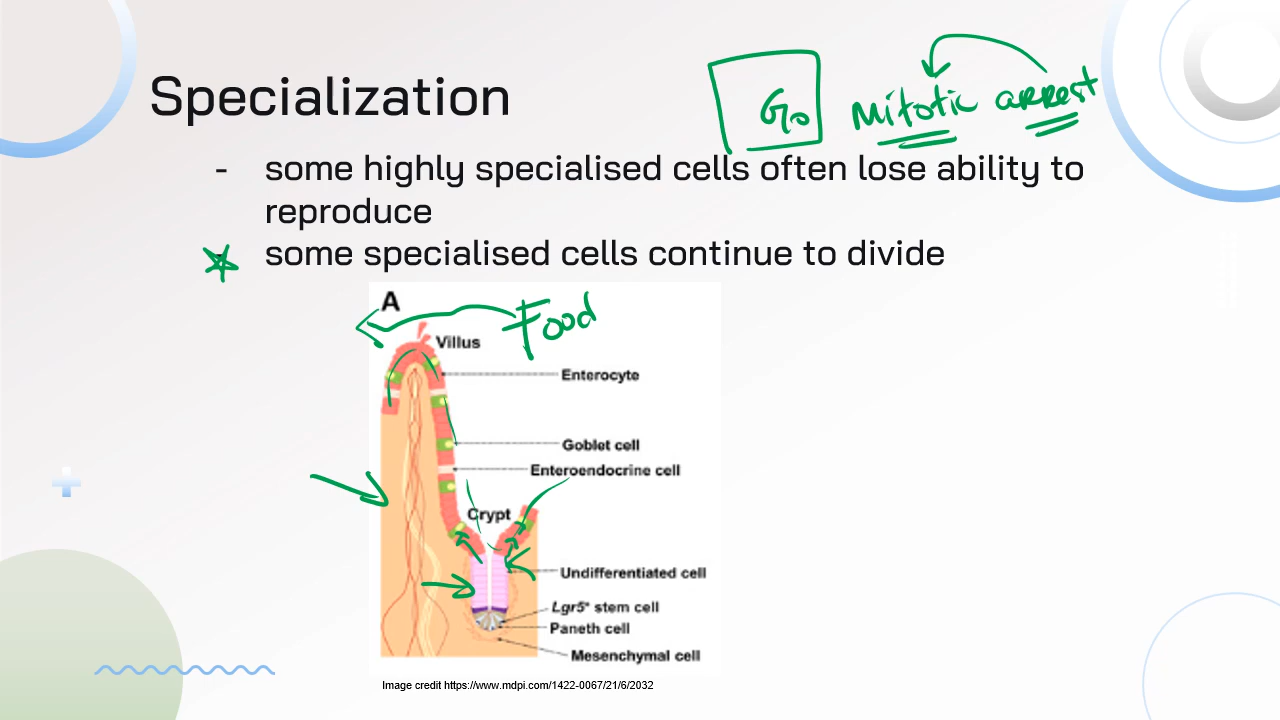 Specialization
Go mitotic arrest
- some highly specialised cells often lose ability to
reproduce
some specialised cells continue to divide
A
Food
Villus
Enterocyte
Goblet cell
Enteroendocrine cell
Crypt
Undifferentiated cell
Lgr5⁺ stem cell
Paneth cell
Mesenchymal cell
Image credit https://www.mdpi.com/1422-0067/21/6/2032